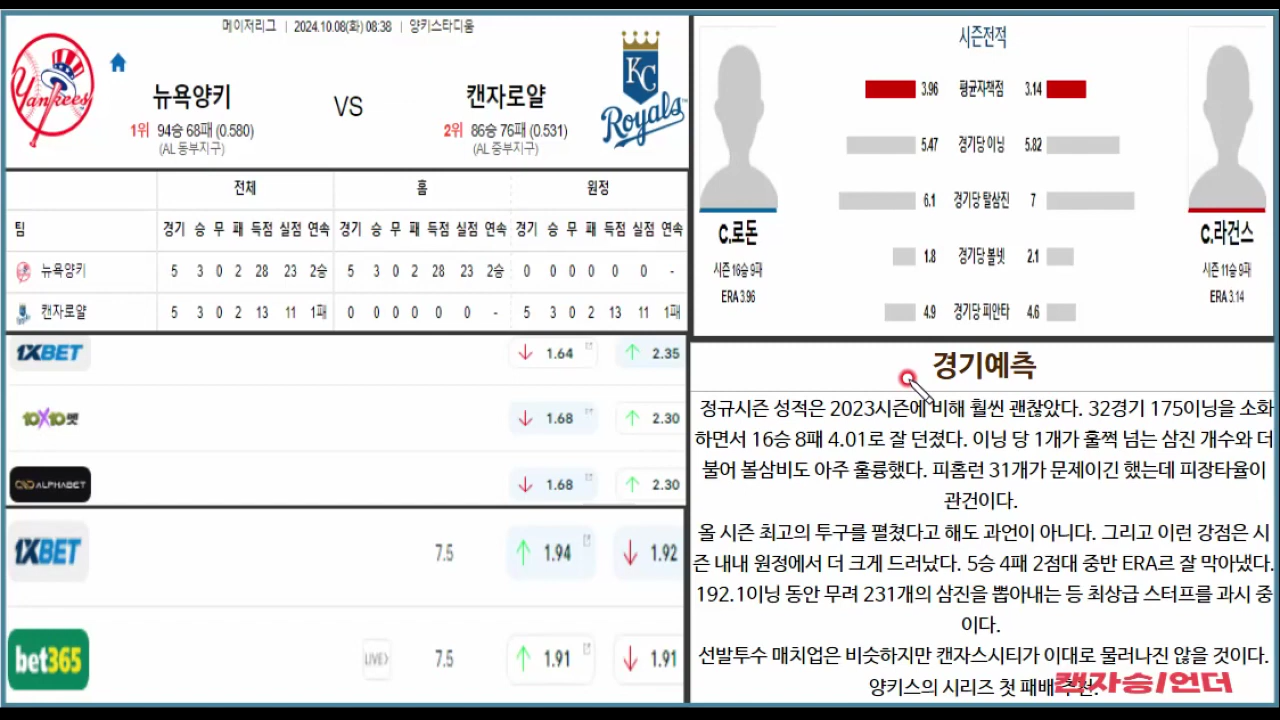 메이저리그 | 2024.10.08(화) 08:38 | 양키스타디움
Yankees
뉴욕양키
1위 94승 68패 (0.580)
(AL 동부지구)
VS
캔자로얄
2위 86승 76패 (0.531)
(AL 중부지구)
KC
Royals
전체 홈 원정
팀 경기 승 무 패 득점 실점 연속 경기 승 무 패 득점 실점 연속 경기 승 무 패 득점 실점 연속
뉴욕양키 5 3 0 2 28 23 2승 5 3 0 2 28 23 2승 0 0 0 0 0 0 -
캔자로얄 5 3 0 2 13 11 1패 0 0 0 0 0 0 - 5 3 0 2 13 11 1패
1XBET ↓ 1.64 ↑ 2.35
10X10벳 ↓ 1.68 ↑ 2.30
ALPHABET ↓ 1.68 ↑ 2.30
1XBET 7.5 ↑ 1.94 ↓ 1.92
bet365 LIVE> 7.5 ↑ 1.91 ↓ 1.91
시즌전적
3.96 평균자책점 3.14
5.47 경기당 이닝 5.82
6.1 경기당 탈삼진 7
1.8 경기당 볼넷 2.1
4.9 경기당 피안타 4.6
C.로돈
시즌 16승 9패
ERA 3.96
C.라건스
시즌 11승 9패
ERA 3.14
경기예측
정규시즌 성적은 2023시즌에 비해 훨씬 괜찮았다. 32경기 175이닝을 소화
하면서 16승 8패 4.01로 잘 던졌다. 이닝 당 1개가 훌쩍 넘는 삼진 개수와 더
불어 볼삼비도 아주 훌륭했다. 피홈런 31개가 문제이긴 했는데 피장타율이
관건이다.
올 시즌 최고의 투구를 펼쳤다고 해도 과언이 아니다. 그리고 이런 강점은 시
즌 내내 원정에서 더 크게 드러났다. 5승 4패 2점대 중반 ERA르 잘 막아냈다.
192.1이닝 동안 무려 231개의 삼진을 뽑아내는 등 최상급 스터프를 과시 중
이다.
선발투수 매치업은 비슷하지만 캔자스시티가 이대로 물러나진 않을 것이다.
양키스의 시리즈 첫 패배 추천.
캔자승/언더